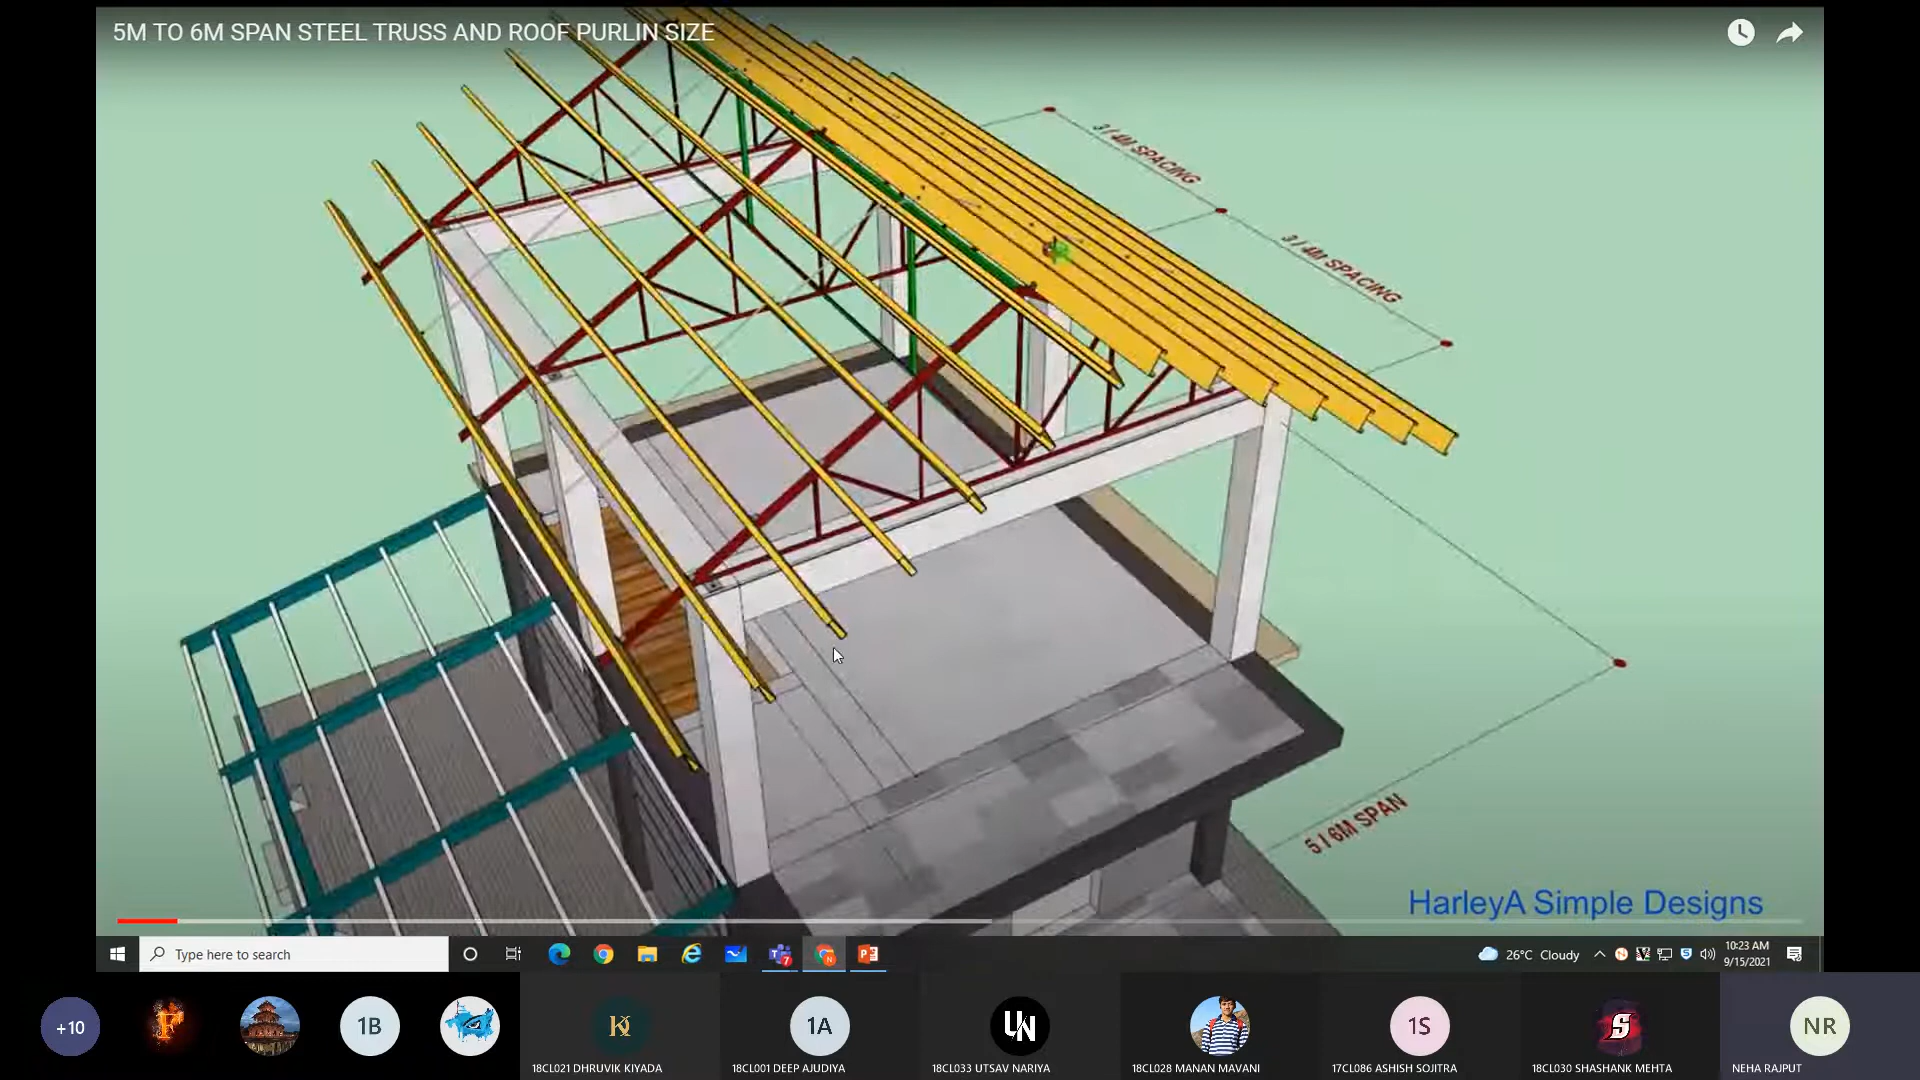 5M TO 6M SPAN STEEL TRUSS AND ROOF PURLIN SIZE
3 / 4M SPACING
3 / 4M SPACING
5 / 6M SPAN
HarleyA Simple Designs
Type here to search
26°C Cloudy
10:23 AM
9/15/2021
+10
1B
1A
UN
1S
S
NR
18CL021 DHRUVIK KIYADA
18CL001 DEEP AJUDIYA
18CL033 UTSAV NARIYA
18CL028 MANAN MAVANI
17CL086 ASHISH SOJITRA
18CL030 SHASHANK MEHTA
NEHA RAJPUT